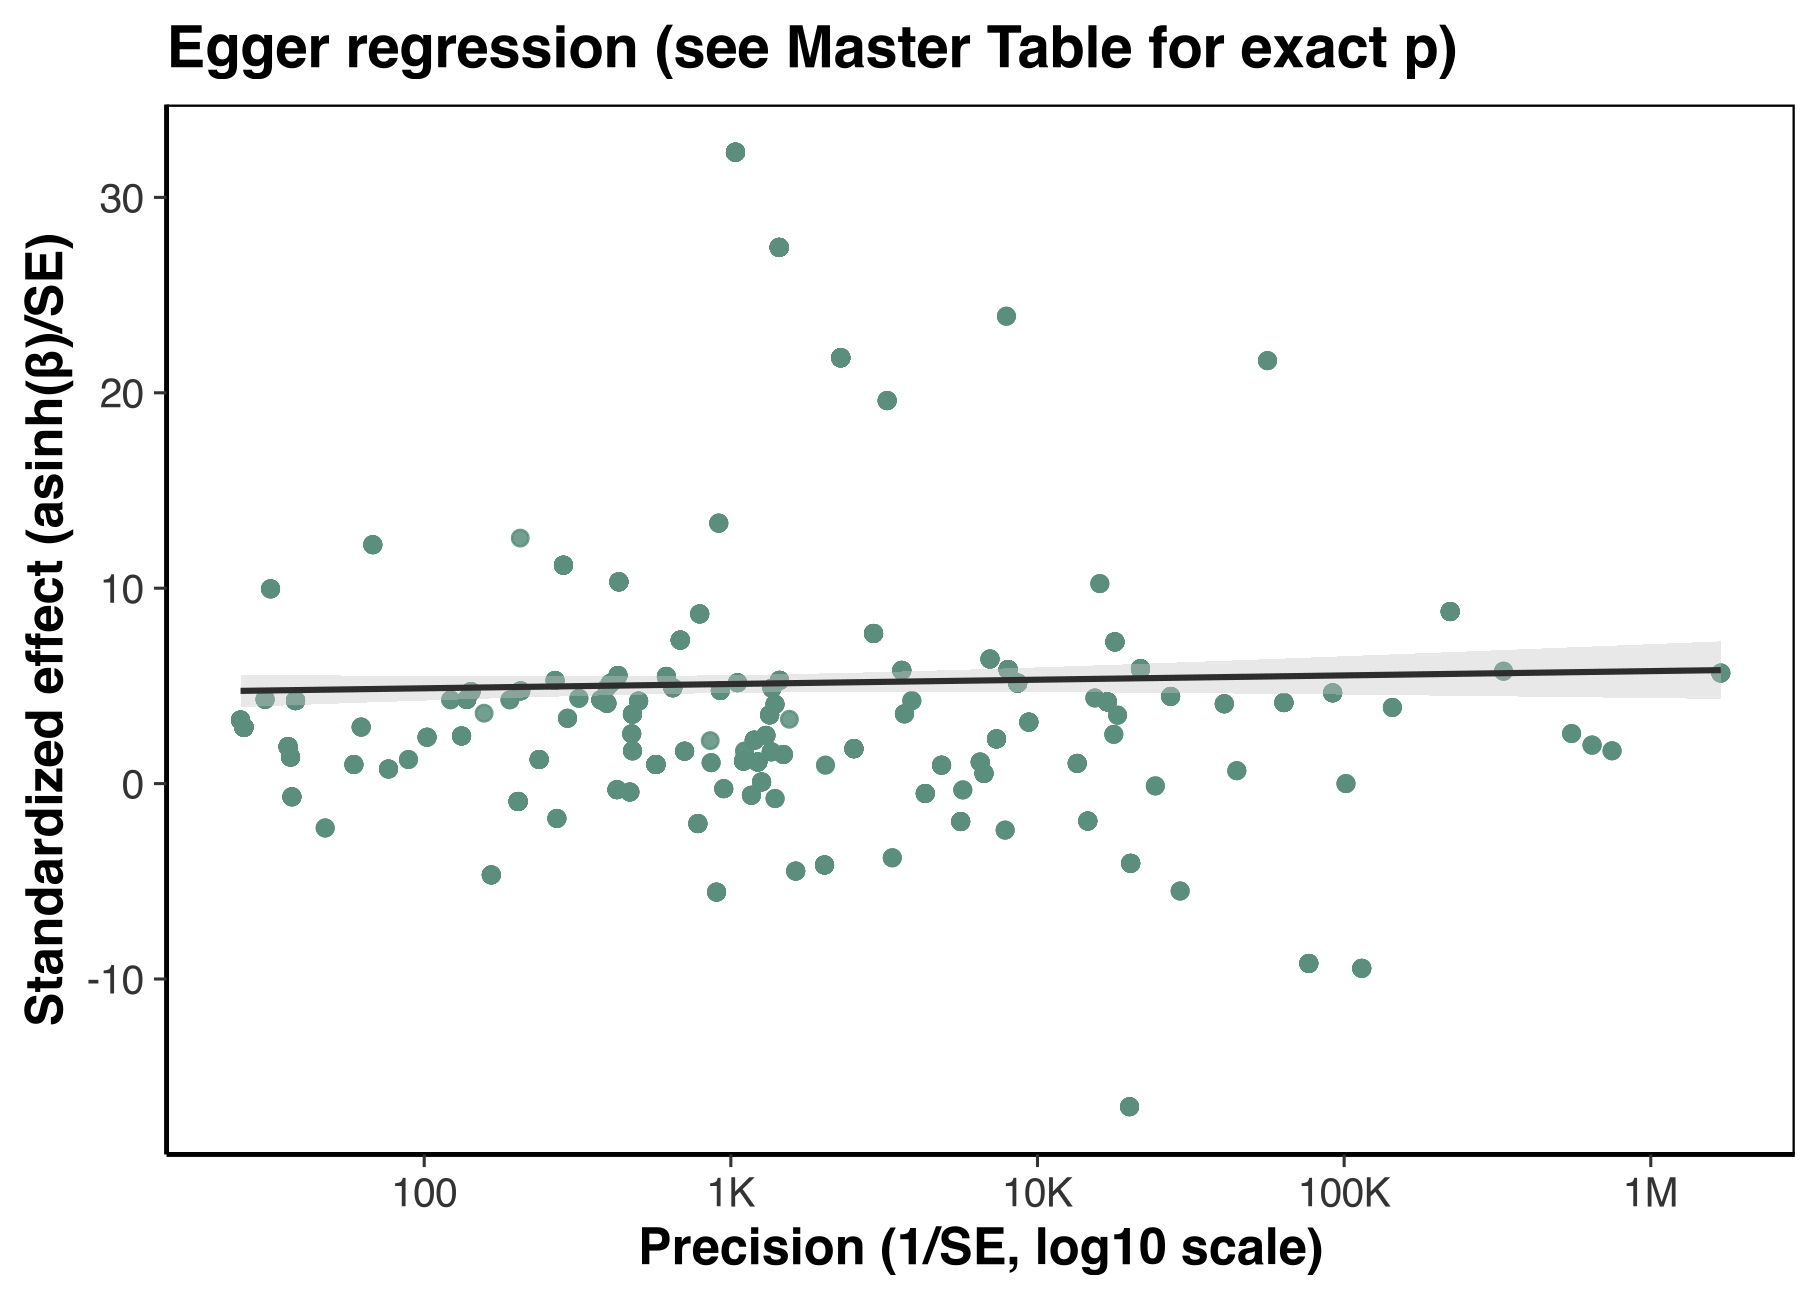 Egger regression (see Master Table for exact p)
Standardized effect (asinh(β)/SE)
30
20
10
0
-10
100
1K
10K
100K
1M
Precision (1/SE, log10 scale)